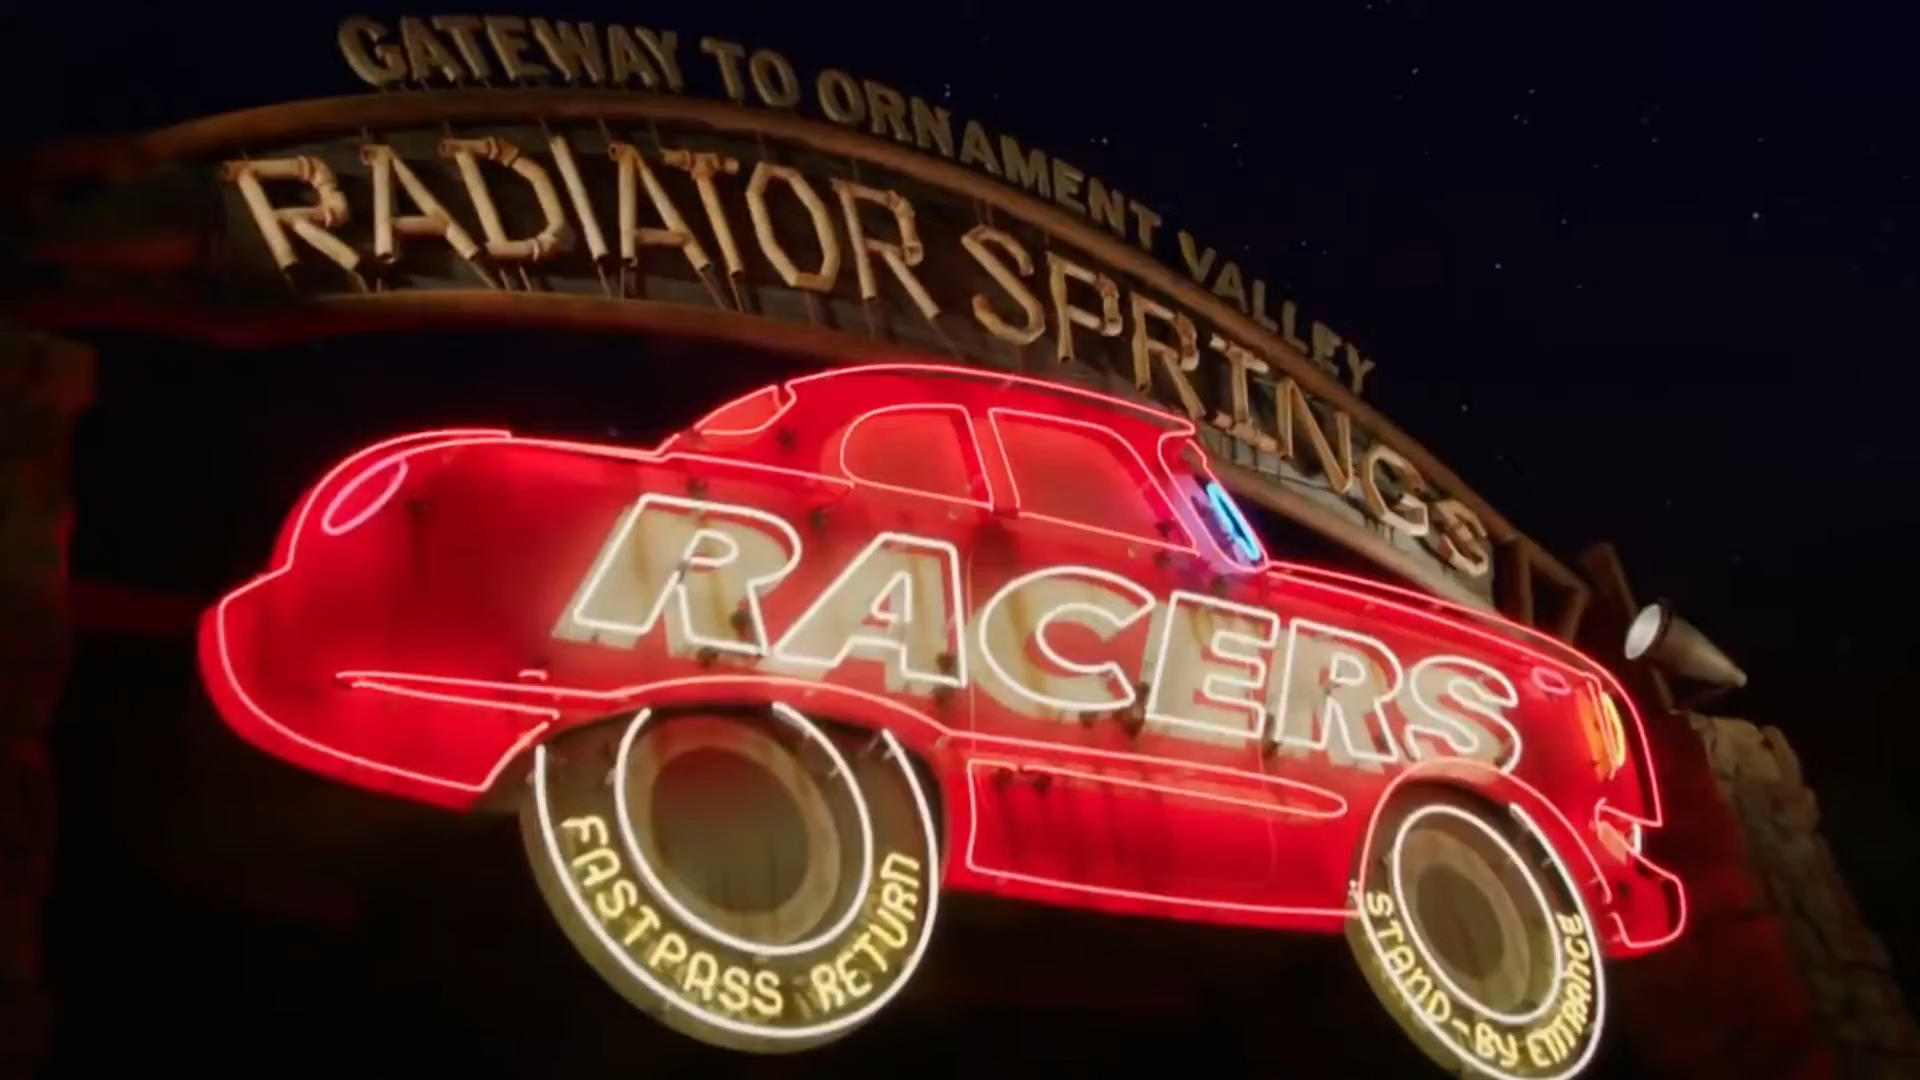 GATEWAY TO ORNAMENT VALLEY
RADIATOR SPRINGS
RACERS
FASTPASS RETURN
STAND-BY ENTRANCE